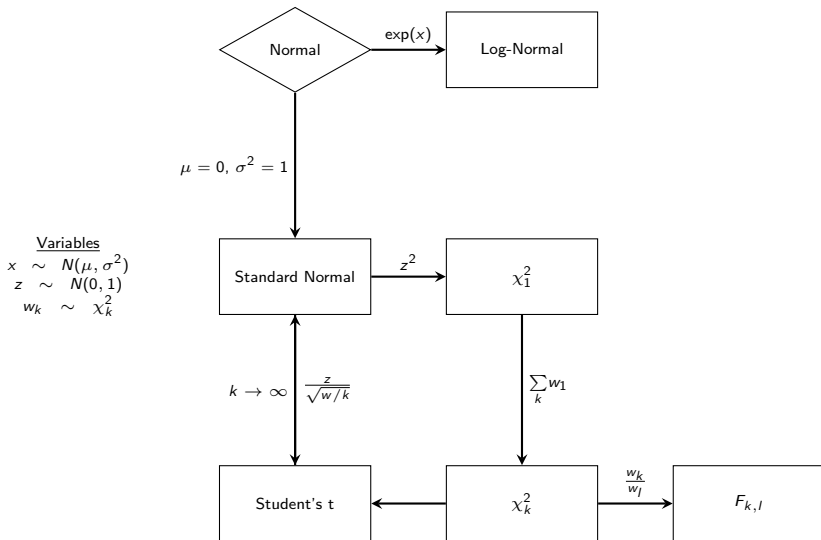 Normal
exp(x)
Log-Normal
μ = 0, σ² = 1
Variables
x ∼ N(μ, σ²)
z ∼ N(0, 1)
w_k ∼ χ²_k
Standard Normal
z²
χ²_1
k → ∞
z/√(w/k)
∑_k w_1
Student's t
χ²_k
w_k/w_l
F_{k,l}